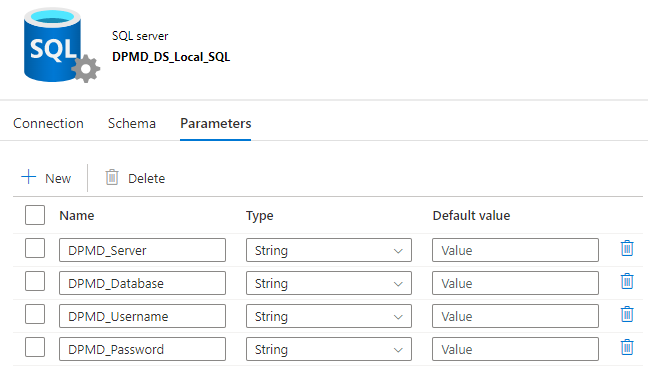 SQL
SQL server
DPMD_DS_Local_SQL
Connection Schema Parameters
New Delete
Name Type Default value
DPMD_Server String Value
DPMD_Database String Value
DPMD_Username String Value
DPMD_Password String Value